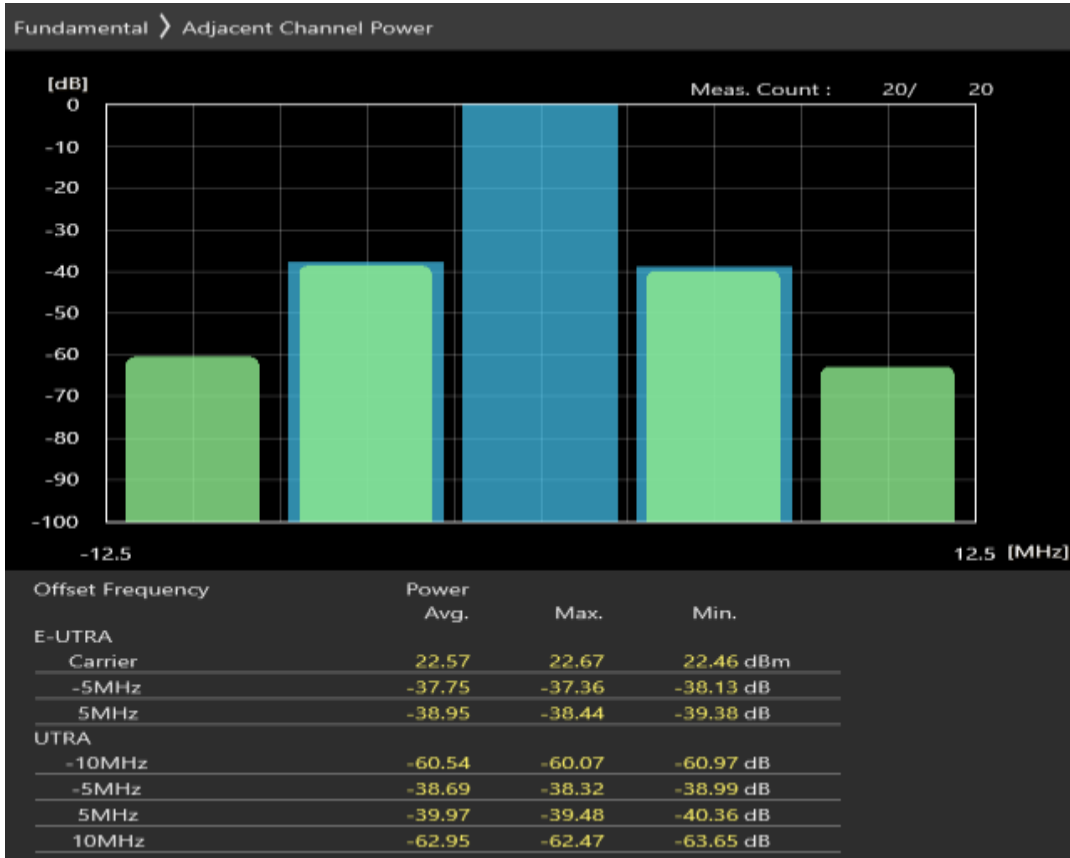 Fundamental 〉 Adjacent Channel Power
[dB]
Meas. Count : 20/ 20
0
-10
-20
-30
-40
-50
-60
-70
-80
-90
-100
-12.5 12.5 [MHz]
Offset Frequency Power
Avg. Max. Min.
E-UTRA
Carrier 22.57 22.67 22.46 dBm
-5MHz -37.75 -37.36 -38.13 dB
5MHz -38.95 -38.44 -39.38 dB
UTRA
-10MHz -60.54 -60.07 -60.97 dB
-5MHz -38.69 -38.32 -38.99 dB
5MHz -39.97 -39.48 -40.36 dB
10MHz -62.95 -62.47 -63.65 dB